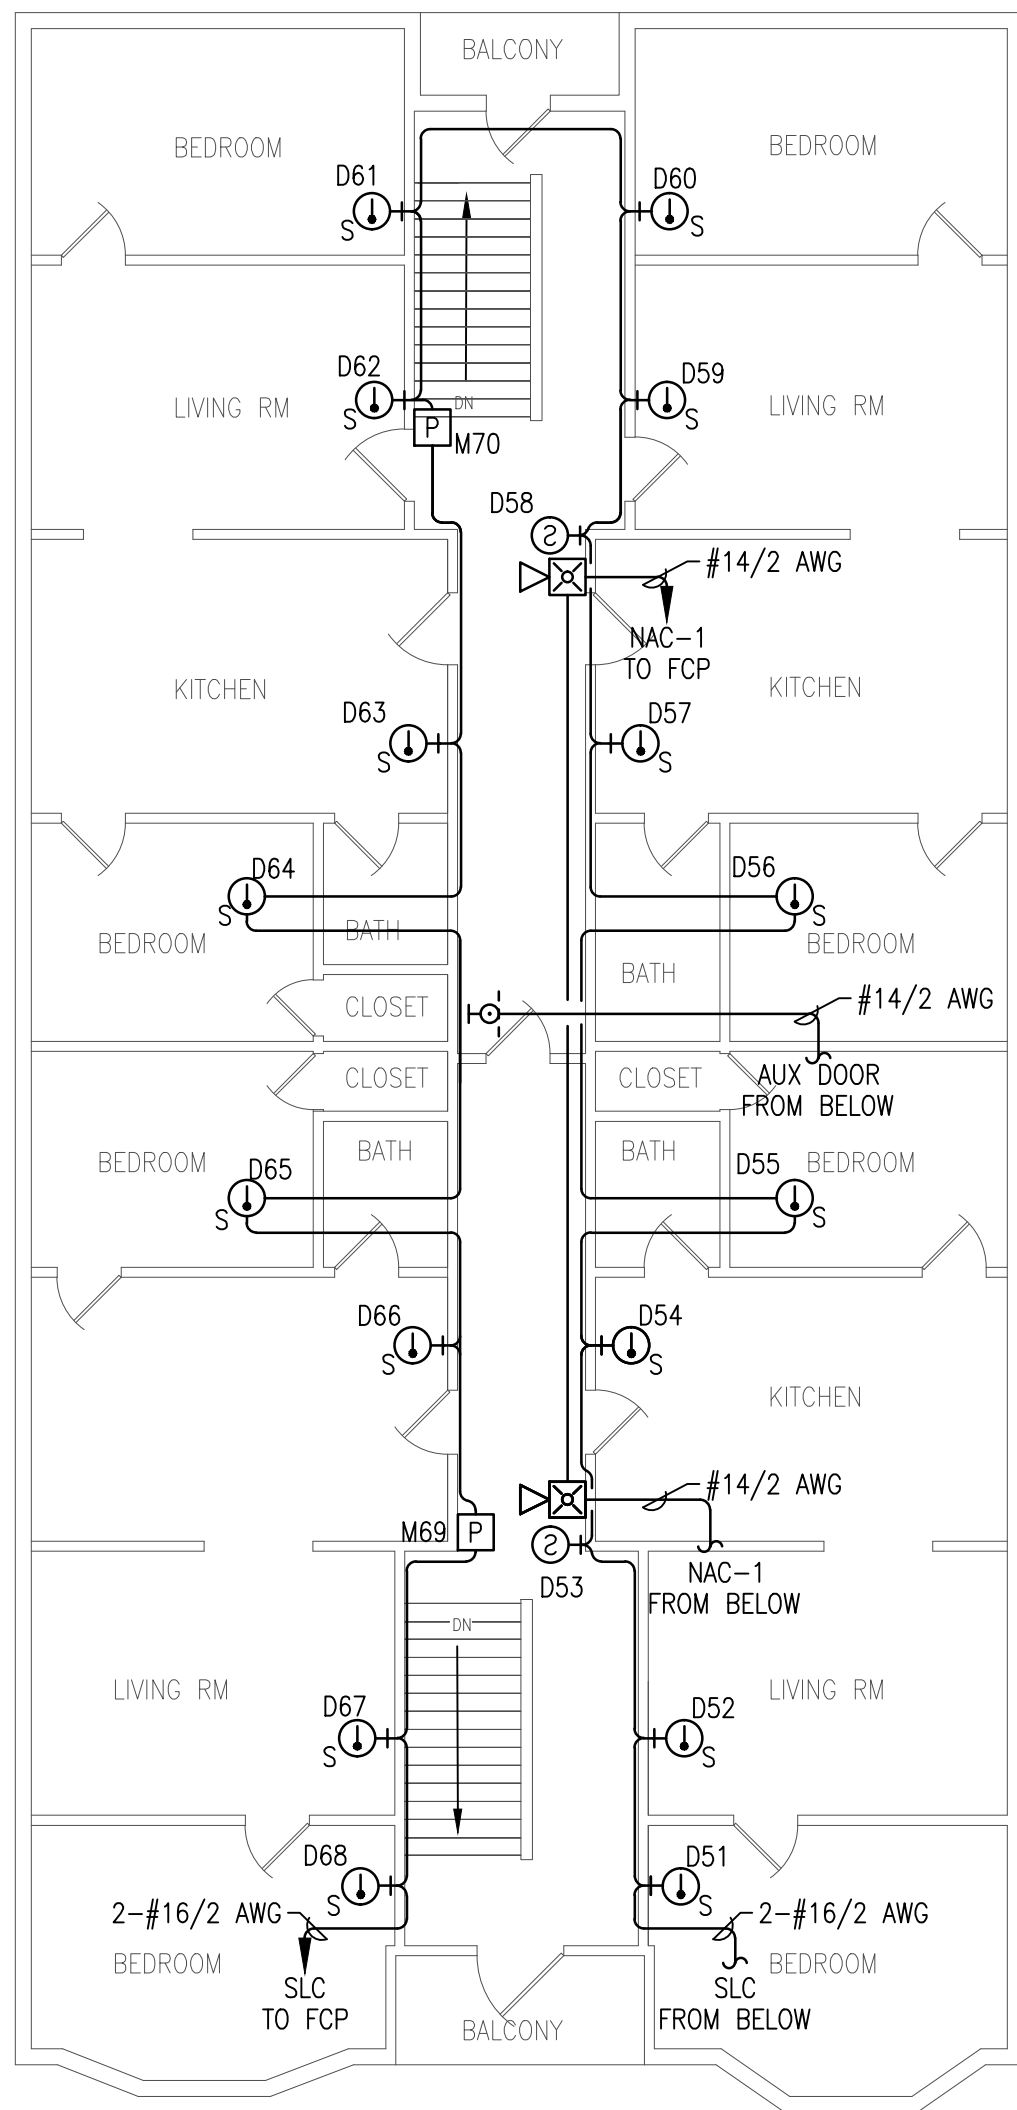 BALCONY
BEDROOM
BEDROOM
D61
S
D60
S
D62
S
D59
S
LIVING RM
DN
LIVING RM
P
M70
D58
S
#14/2 AWG
NAC-1
TO FCP
KITCHEN
KITCHEN
D63
S
D57
S
D64
S
D56
S
BEDROOM
BATH
BEDROOM
BATH
CLOSET
#14/2 AWG
CLOSET
CLOSET
AUX DOOR
FROM BELOW
BEDROOM
BATH
BATH
BEDROOM
D65
S
D55
S
D66
S
D54
S
KITCHEN
#14/2 AWG
M69
P
S
D53
NAC-1
FROM BELOW
DN
LIVING RM
LIVING RM
D67
S
D52
S
D68
S
D51
S
2-#16/2 AWG
2-#16/2 AWG
BEDROOM
BEDROOM
SLC
TO FCP
SLC
FROM BELOW
BALCONY